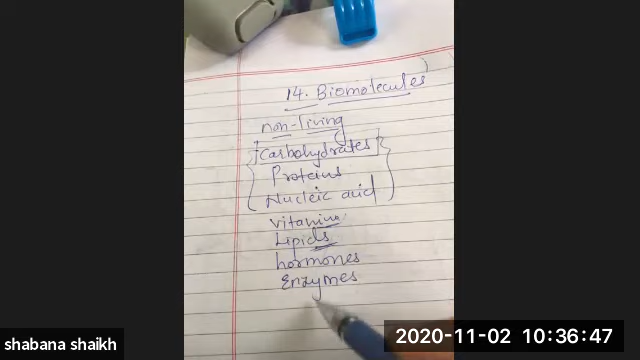 14. Biomolecules
non-living
Carbohydrates
Proteins
Nucleic acid
Vitamins
Lipids
hormones
Enzymes
shabana shaikh
2020-11-02 10:36:47